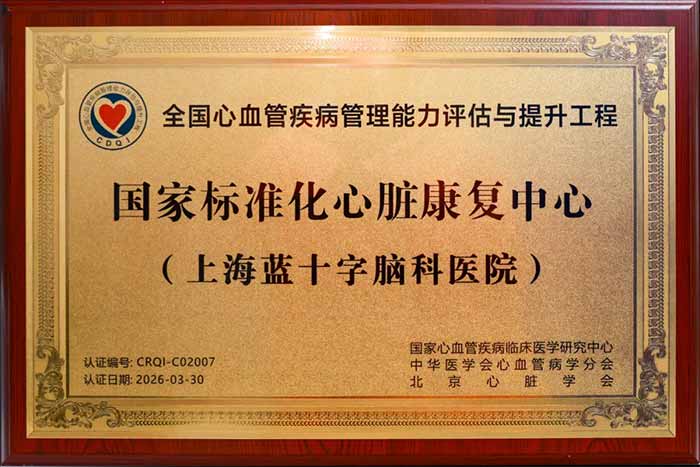 CDQI
全国心血管疾病管理能力评估与提升工程
国家标准化心脏康复中心
（上海蓝十字脑科医院）
认证编号: CRQI-C02007
认证日期: 2026-03-30
国家心血管疾病临床医学研究中心
中华医学会心血管病学分会
北京心脏学会